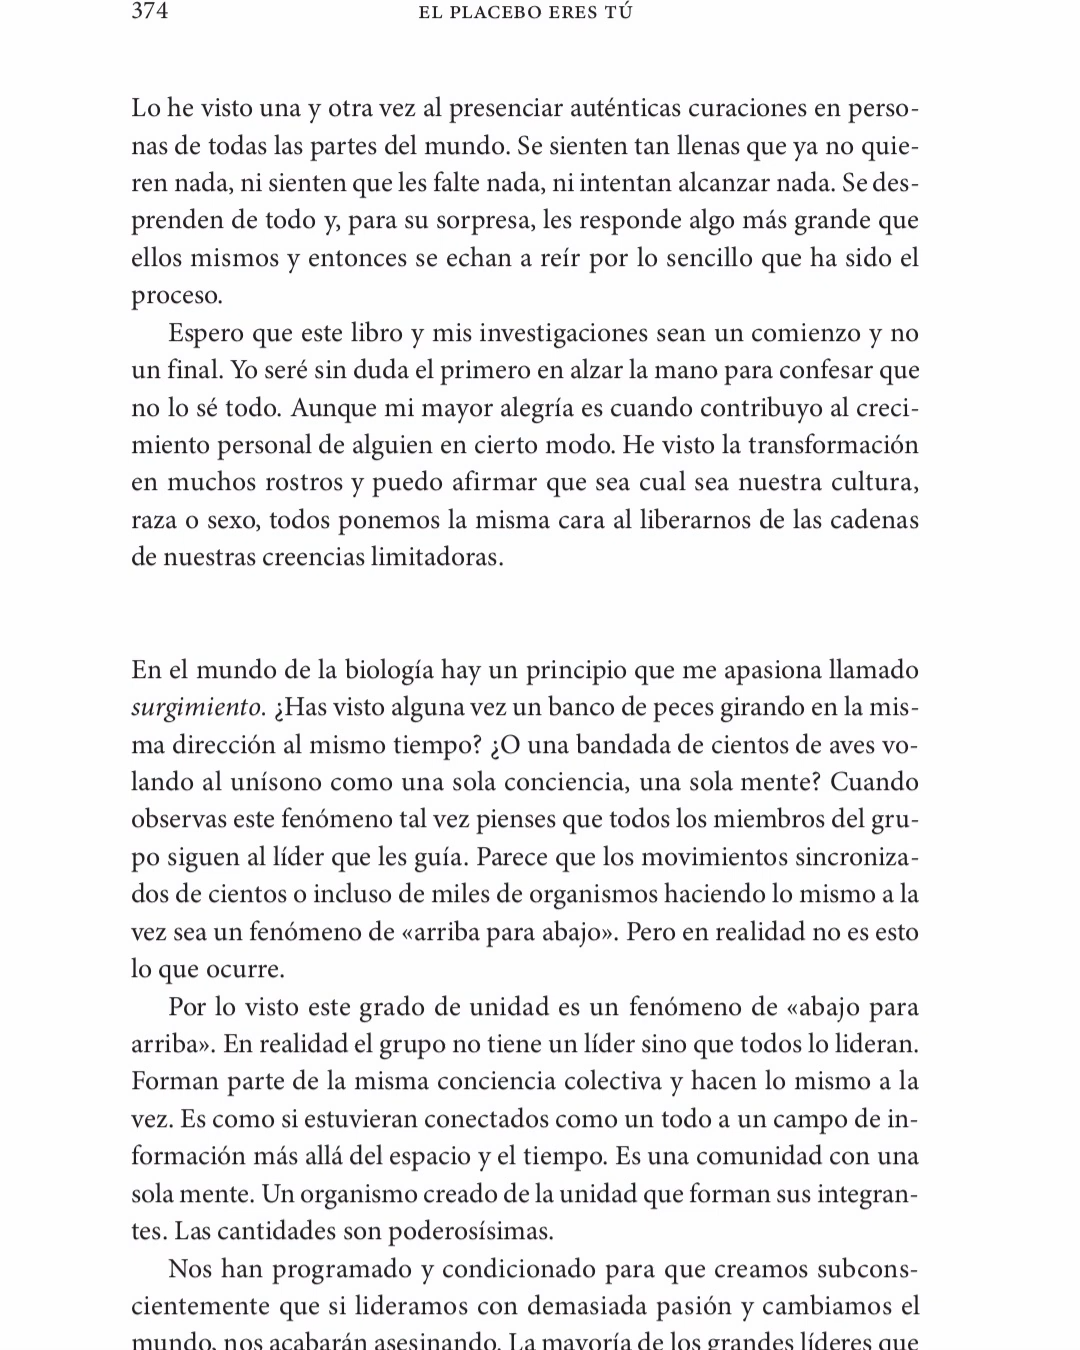 374
EL PLACEBO ERES TÚ
Lo he visto una y otra vez al presenciar auténticas curaciones en perso-
nas de todas las partes del mundo. Se sienten tan llenas que ya no quie-
ren nada, ni sienten que les falte nada, ni intentan alcanzar nada. Se des-
prenden de todo y, para su sorpresa, les responde algo más grande que
ellos mismos y entonces se echan a reír por lo sencillo que ha sido el
proceso.
Espero que este libro y mis investigaciones sean un comienzo y no
un final. Yo seré sin duda el primero en alzar la mano para confesar que
no lo sé todo. Aunque mi mayor alegría es cuando contribuyo al creci-
miento personal de alguien en cierto modo. He visto la transformación
en muchos rostros y puedo afirmar que sea cual sea nuestra cultura,
raza o sexo, todos ponemos la misma cara al liberarnos de las cadenas
de nuestras creencias limitadoras.
En el mundo de la biología hay un principio que me apasiona llamado
surgimiento. ¿Has visto alguna vez un banco de peces girando en la mis-
ma dirección al mismo tiempo? ¿O una bandada de cientos de aves vo-
lando al unísono como una sola conciencia, una sola mente? Cuando
observas este fenómeno tal vez pienses que todos los miembros del gru-
po siguen al líder que les guía. Parece que los movimientos sincroniza-
dos de cientos o incluso de miles de organismos haciendo lo mismo a la
vez sea un fenómeno de «arriba para abajo». Pero en realidad no es esto
lo que ocurre.
Por lo visto este grado de unidad es un fenómeno de «abajo para
arriba». En realidad el grupo no tiene un líder sino que todos lo lideran.
Forman parte de la misma conciencia colectiva y hacen lo mismo a la
vez. Es como si estuvieran conectados como un todo a un campo de in-
formación más allá del espacio y el tiempo. Es una comunidad con una
sola mente. Un organismo creado de la unidad que forman sus integran-
tes. Las cantidades son poderosísimas.
Nos han programado y condicionado para que creamos subcons-
cientemente que si lideramos con demasiada pasión y cambiamos el
mundo, nos acabarán asesinando. La mayoría de los grandes líderes que